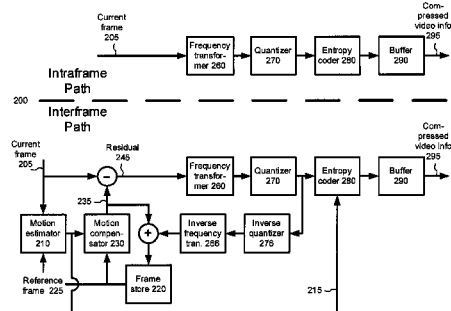 Current
frame
205
Com-
pressed
video info
295
Frequency
transfor-
mer 260
Quantizer
270
Entropy
coder 280
Buffer
290
Intraframe
Path
200
Interframe
Path
Current
frame
205
Residual
245
Com-
pressed
video info
295
Frequency
transfor-
mer 260
Quantizer
270
Entropy
coder 280
Buffer
290
235
Motion
estimator
210
Motion
compen-
sator 230
Inverse
frequency
tran. 266
Inverse
quantizer
276
Reference
frame 225
Frame
store 220
215